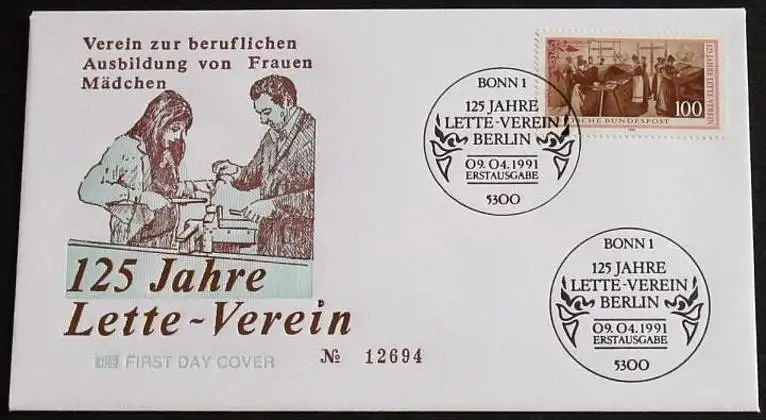 Verein zur beruflichen
Ausbildung von Frauen
Mädchen
125 Jahre
Lette-Verein
FIRST DAY COVER
№ 12694
BONN 1
125 JAHRE
LETTE-VEREIN
BERLIN
09.04.1991
ERSTAUSGABE
5300
125 JAHRE LETTE-VEREIN
100
SCHE BUNDESPOST
BONN 1
125 JAHRE
LETTE-VEREIN
BERLIN
09.04.1991
ERSTAUSGABE
5300